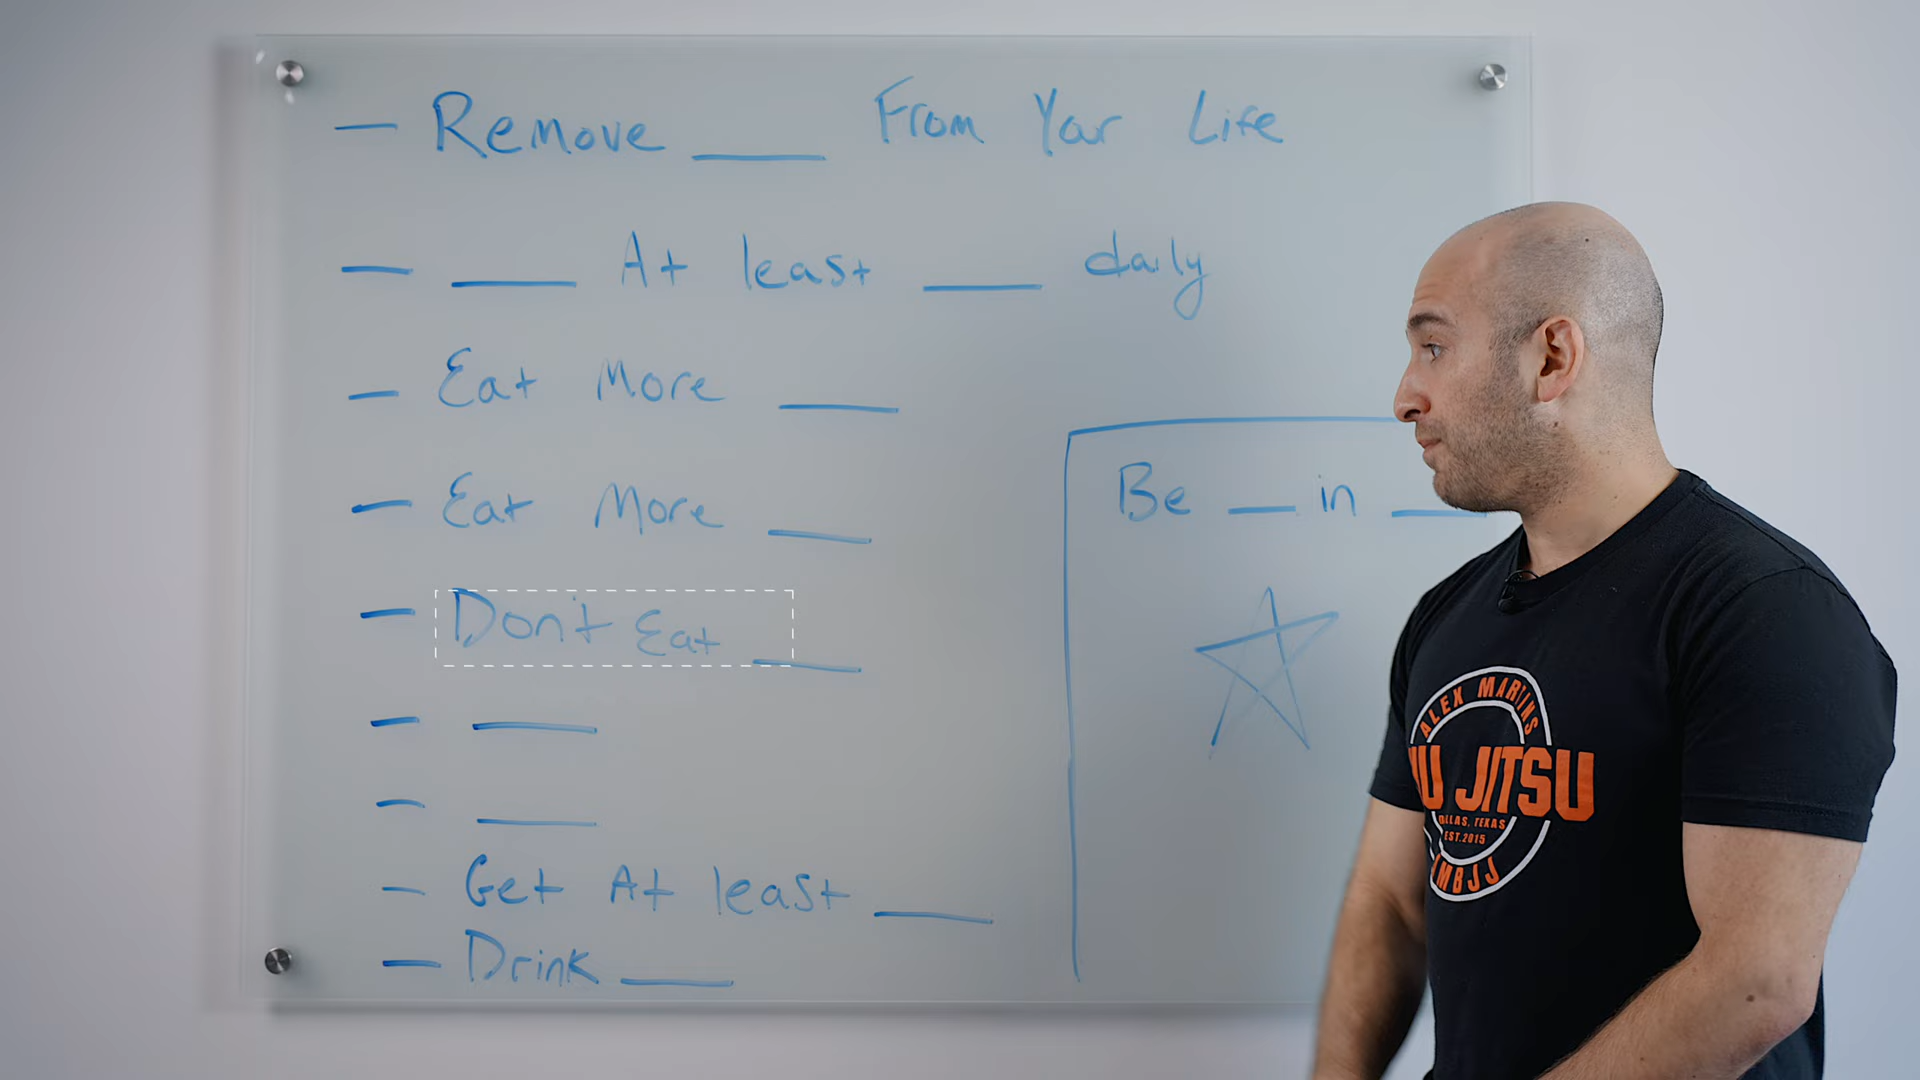 - Remove ___ From Your Life
- ___ At least ___ daily
- Eat More ___
- Eat More ___
- Don't Eat ___
- ___
- ___
- Get At least ___
- Drink ___
Be ___ in ___
ALEX MARTINS
JIU JITSU
DALLAS, TEXAS
EST.2015
AMBJJ